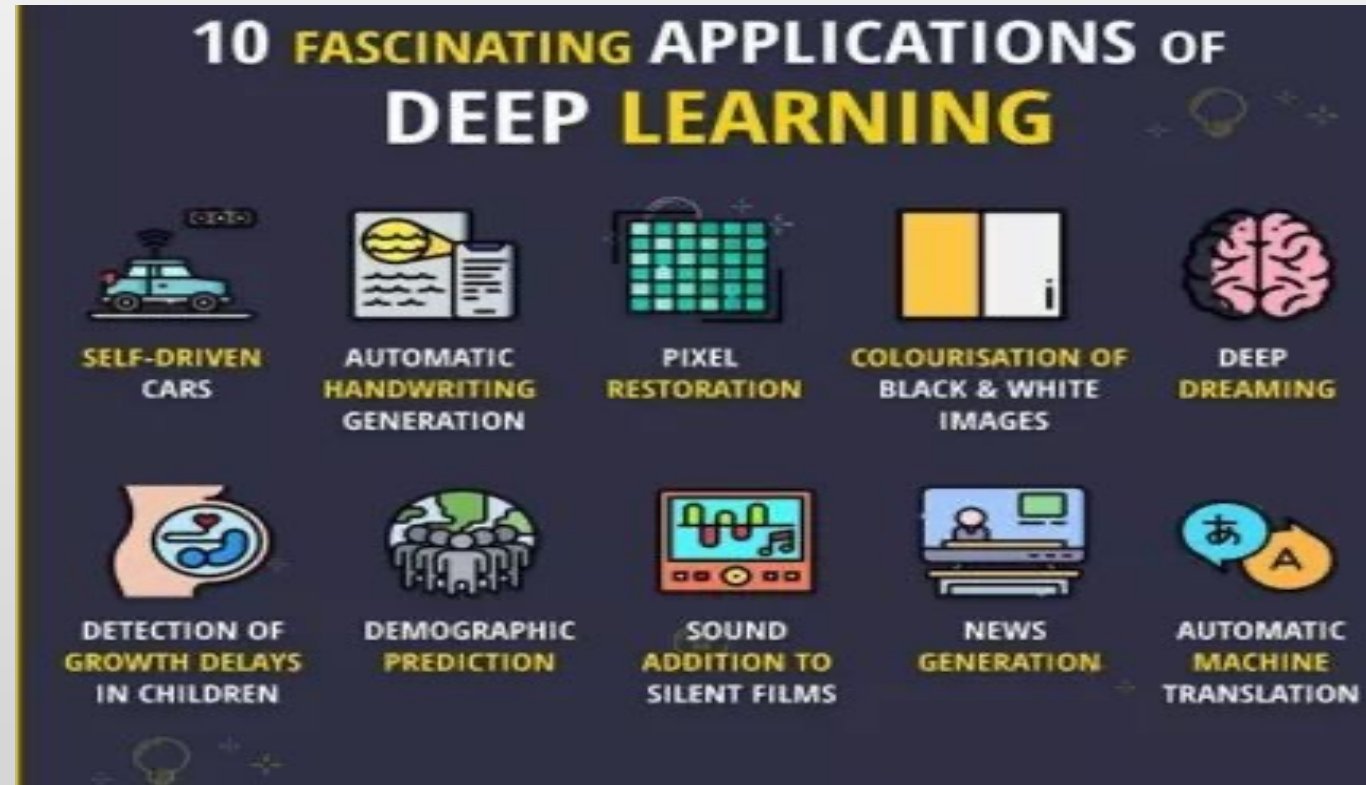 10 FASCINATING APPLICATIONS OF
DEEP LEARNING
SELF-DRIVEN
CARS
AUTOMATIC
HANDWRITING
GENERATION
PIXEL
RESTORATION
COLOURISATION OF
BLACK & WHITE
IMAGES
DEEP
DREAMING
DETECTION OF
GROWTH DELAYS
IN CHILDREN
DEMOGRAPHIC
PREDICTION
SOUND
ADDITION TO
SILENT FILMS
NEWS
GENERATION
あ
A
AUTOMATIC
MACHINE
TRANSLATION